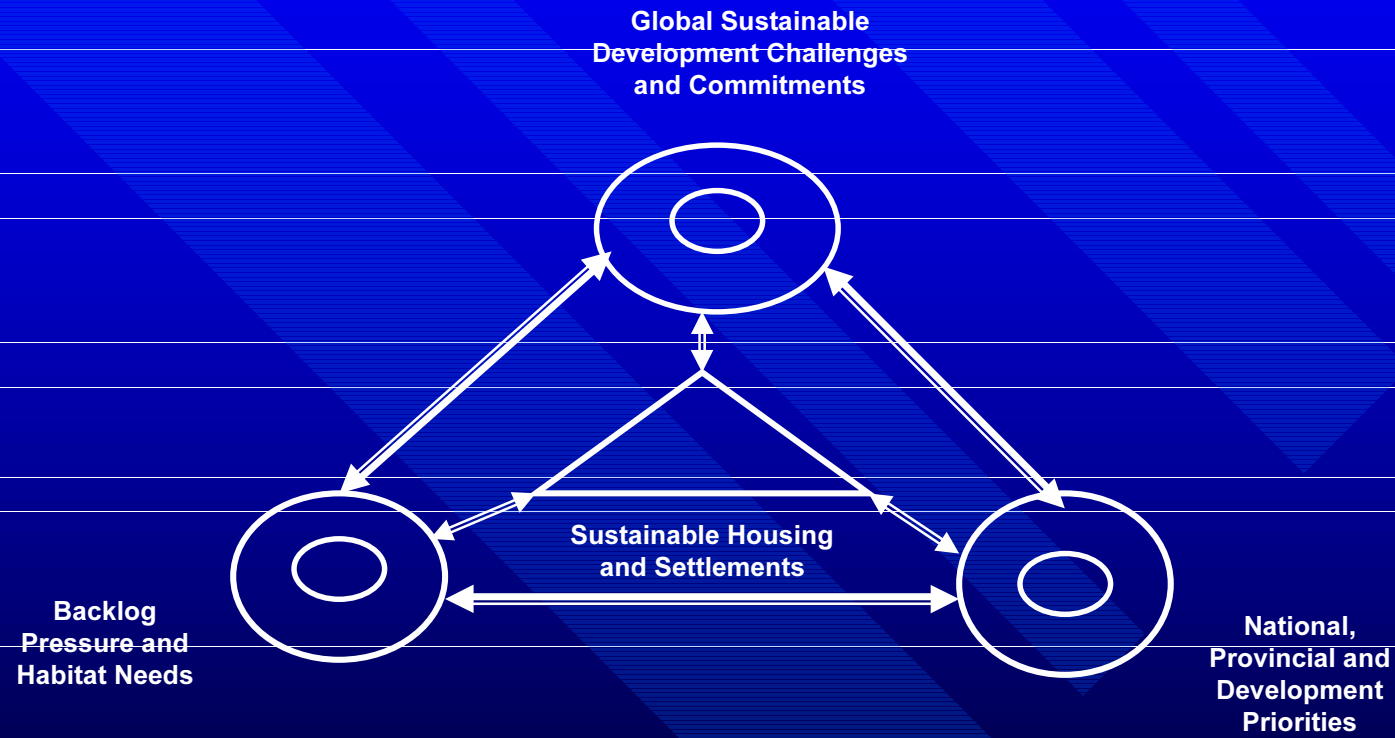 Global Sustainable
Development Challenges
and Commitments
Sustainable Housing
and Settlements
Backlog
Pressure and
Habitat Needs
National,
Provincial and
Development
Priorities